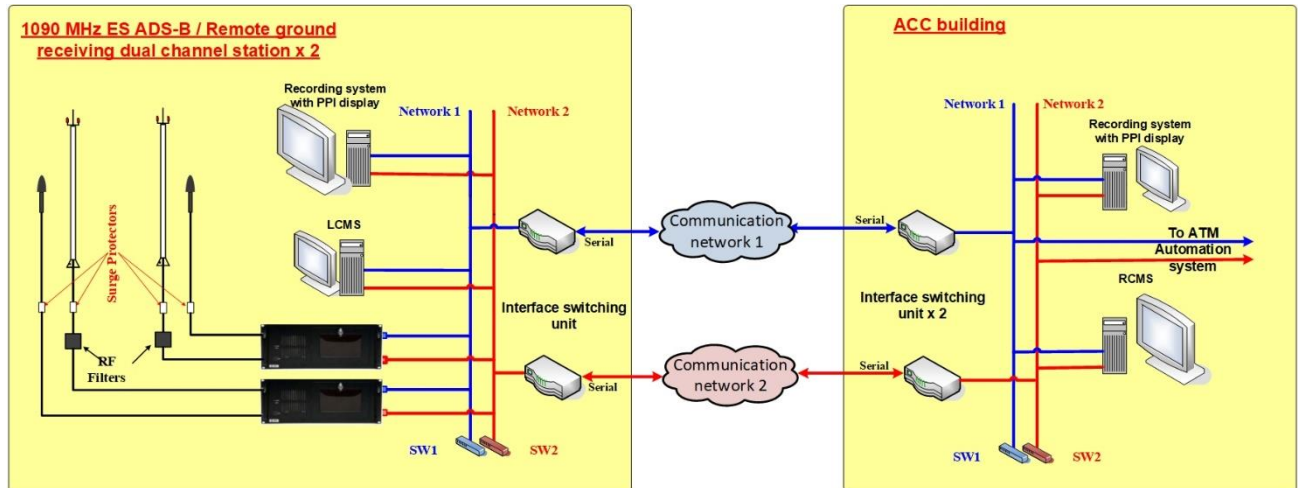 1090 MHz ES ADS-B / Remote ground
receiving dual channel station x 2
Recording system
with PPI display
Network 1
Network 2
LCMS
Surge Protectors
RF
Filters
Interface switching
unit
Serial
Serial
SW1
SW2
Communication
network 1
Communication
network 2
ACC building
Network 1
Network 2
Recording system
with PPI display
Serial
To ATM
Automation
system
RCMS
Interface switching
unit x 2
Serial
SW1
SW2